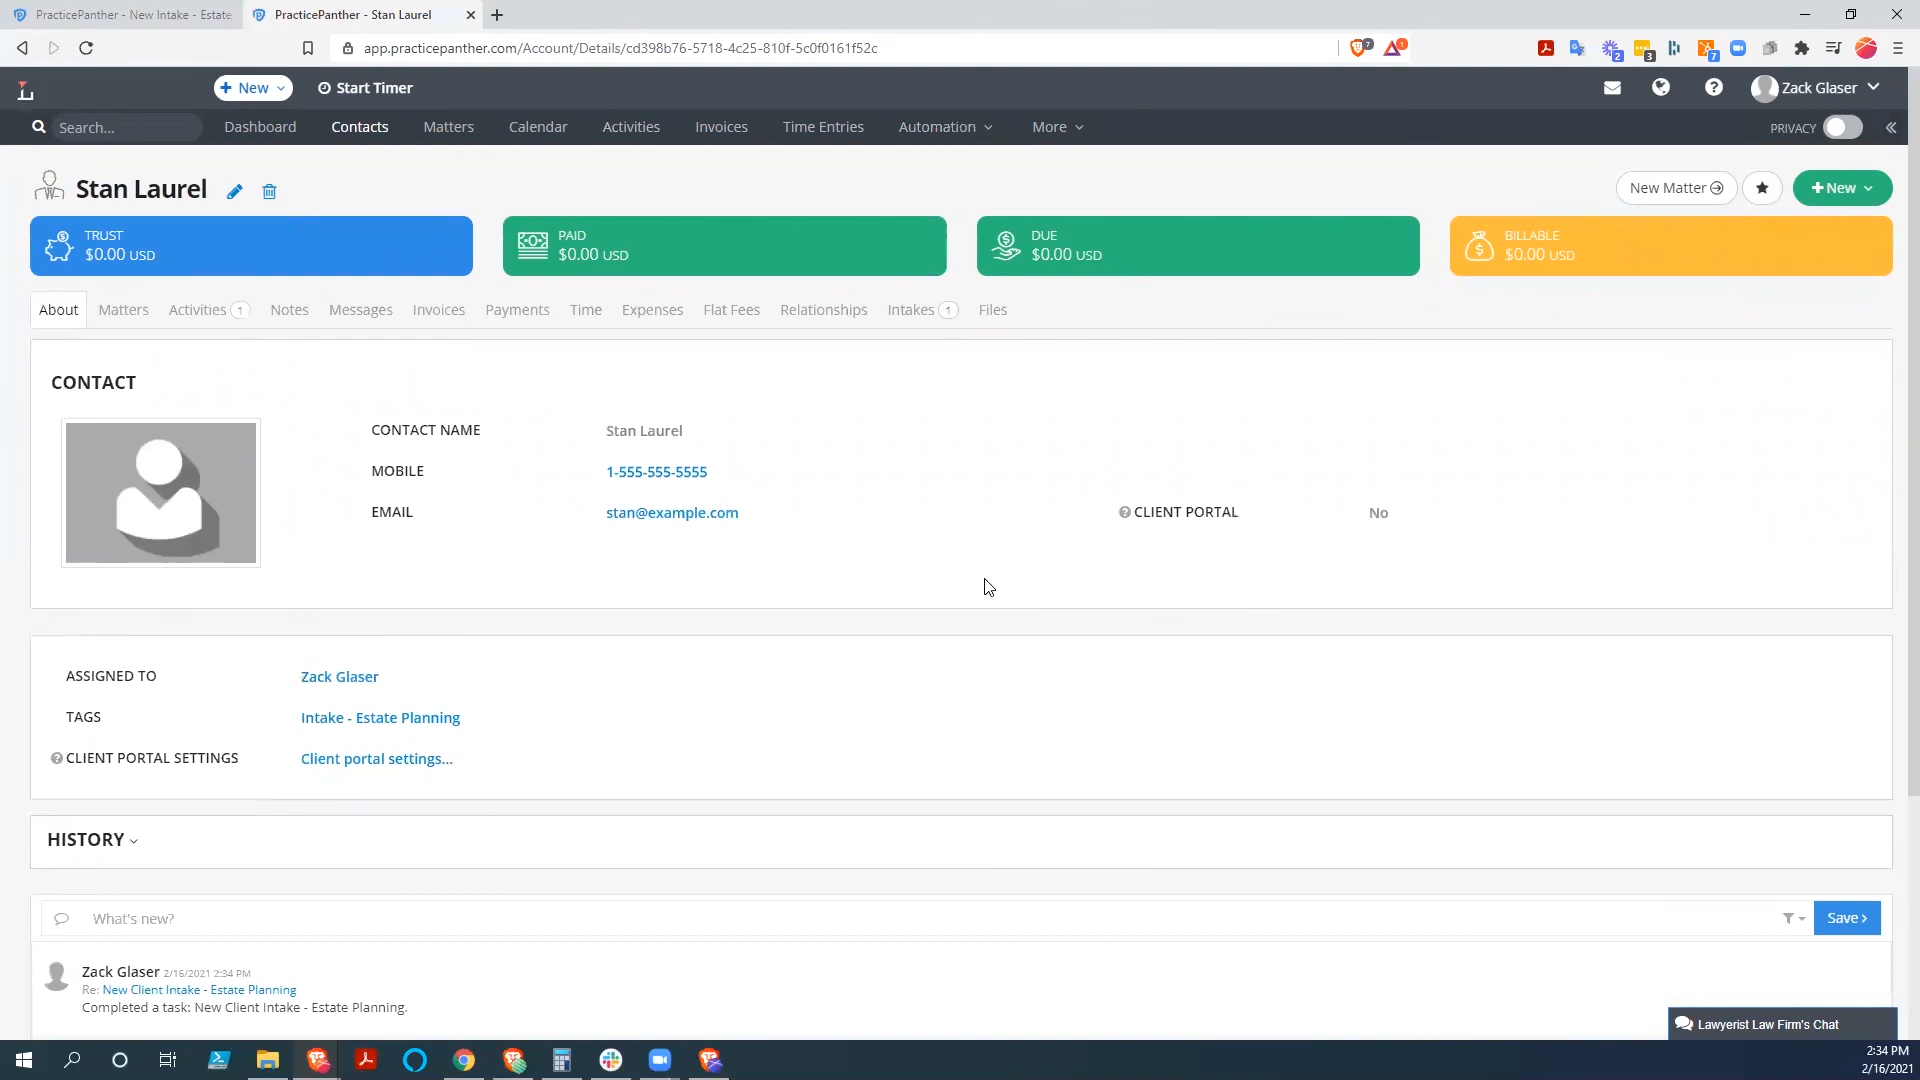 PracticePanther - New Intake - Estate
PracticePanther - Stan Laurel
app.practicepanther.com/Account/Details/cd398b76-5718-4c25-810f-5c0f0161f52c
7
1
2
3
7
New
Start Timer
Zack Glaser
Search...
Dashboard
Contacts
Matters
Calendar
Activities
Invoices
Time Entries
Automation
More
PRIVACY
Stan Laurel
New Matter
New
TRUST
$0.00 USD
PAID
$0.00 USD
DUE
$0.00 USD
BILLABLE
$0.00 USD
About
Matters
Activities 1
Notes
Messages
Invoices
Payments
Time
Expenses
Flat Fees
Relationships
Intakes 1
Files
CONTACT
CONTACT NAME
Stan Laurel
MOBILE
1-555-555-5555
EMAIL
stan@example.com
CLIENT PORTAL
No
ASSIGNED TO
Zack Glaser
TAGS
Intake - Estate Planning
CLIENT PORTAL SETTINGS
Client portal settings...
HISTORY
What's new?
Save
Zack Glaser 2/16/2021 2:34 PM
Re: New Client Intake - Estate Planning
Completed a task: New Client Intake - Estate Planning.
Lawyerist Law Firm's Chat
2:34 PM
2/16/2021